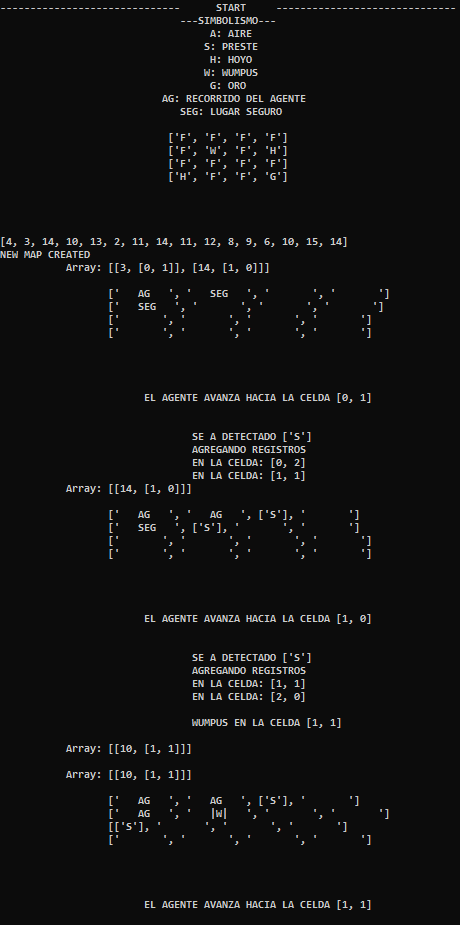 ------------------------------ START ------------------------------
---SIMBOLISMO---
A: AIRE
S: PRESTE
H: HOYO
W: WUMPUS
G: ORO
AG: RECORRIDO DEL AGENTE
SEG: LUGAR SEGURO
['F', 'F', 'F', 'F']
['F', 'W', 'F', 'H']
['F', 'F', 'F', 'F']
['H', 'F', 'F', 'G']
[4, 3, 14, 10, 13, 2, 11, 14, 11, 12, 8, 9, 6, 10, 15, 14]
NEW MAP CREATED
Array: [[3, [0, 1]], [14, [1, 0]]]
['   AG   ', '   SEG  ', '       ', '       ']
['   SEG  ', '       ', '       ', '       ']
['       ', '       ', '       ', '       ']
['       ', '       ', '       ', '       ']
EL AGENTE AVANZA HACIA LA CELDA [0, 1]
SE A DETECTADO ['S']
AGREGANDO REGISTROS
EN LA CELDA: [0, 2]
EN LA CELDA: [1, 1]
Array: [[14, [1, 0]]]
['   AG   ', '   AG   ', ['S'], '       ']
['   SEG   ', ['S'], '       ', '       ']
['       ', '       ', '       ', '       ']
['       ', '       ', '       ', '       ']
EL AGENTE AVANZA HACIA LA CELDA [1, 0]
SE A DETECTADO ['S']
AGREGANDO REGISTROS
EN LA CELDA: [1, 1]
EN LA CELDA: [2, 0]
WUMPUS EN LA CELDA [1, 1]
Array: [[10, [1, 1]]]
Array: [[10, [1, 1]]]
['   AG   ', '   AG   ', ['S'], '       ']
['   AG   ', '   |W|   ', '       ', '       ']
[['S'], '       ', '       ', '       ']
['       ', '       ', '       ', '       ']
EL AGENTE AVANZA HACIA LA CELDA [1, 1]